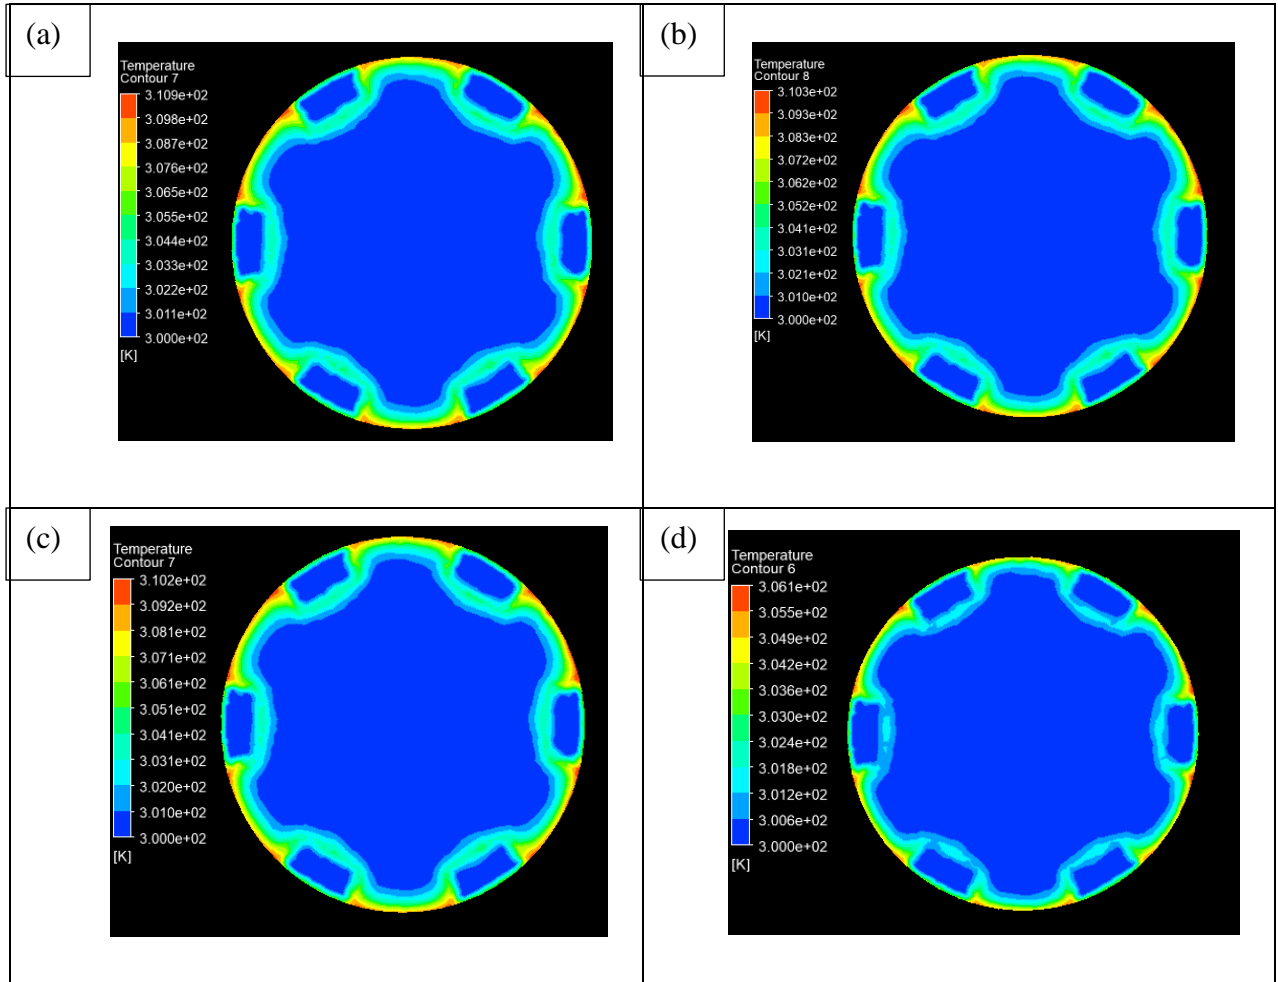 (a)
Temperature
Contour 7
3.109e+02
3.098e+02
3.087e+02
3.076e+02
3.065e+02
3.055e+02
3.044e+02
3.033e+02
3.022e+02
3.011e+02
3.000e+02
[K]
(b)
Temperature
Contour 8
3.103e+02
3.093e+02
3.083e+02
3.072e+02
3.062e+02
3.052e+02
3.041e+02
3.031e+02
3.021e+02
3.010e+02
3.000e+02
[K]
(c)
Temperature
Contour 7
3.102e+02
3.092e+02
3.081e+02
3.071e+02
3.061e+02
3.051e+02
3.041e+02
3.031e+02
3.020e+02
3.010e+02
3.000e+02
[K]
(d)
Temperature
Contour 6
3.061e+02
3.055e+02
3.049e+02
3.042e+02
3.036e+02
3.030e+02
3.024e+02
3.018e+02
3.012e+02
3.006e+02
3.000e+02
[K]